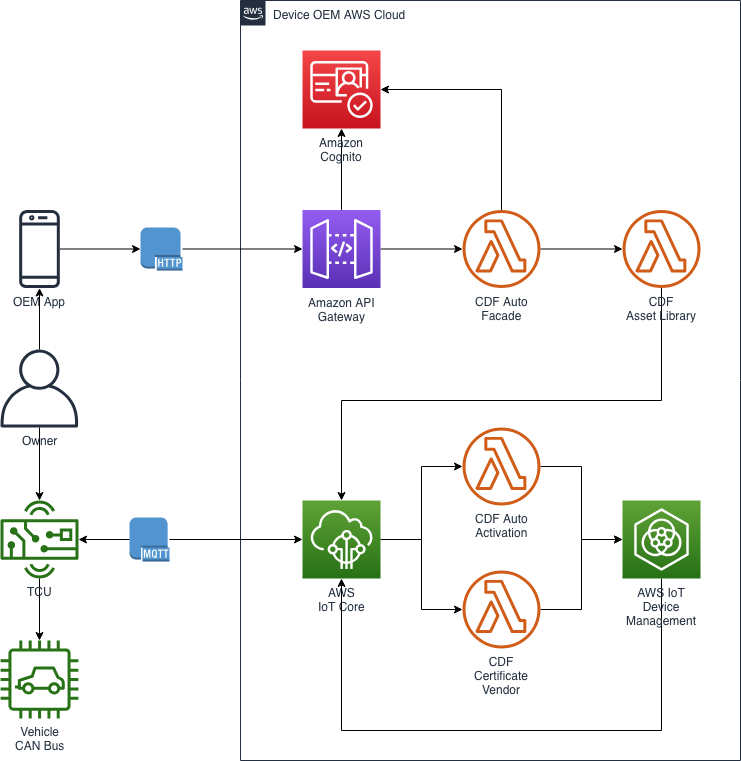 aws
Device OEM AWS Cloud
Amazon
Cognito
HTTP
</>
OEM App
Amazon API
Gateway
CDF Auto
Facade
CDF
Asset Library
Owner
CDF Auto
Activation
MQTT
TCU
AWS
IoT Core
AWS IoT
Device
Management
CDF
Certificate
Vendor
Vehicle
CAN Bus